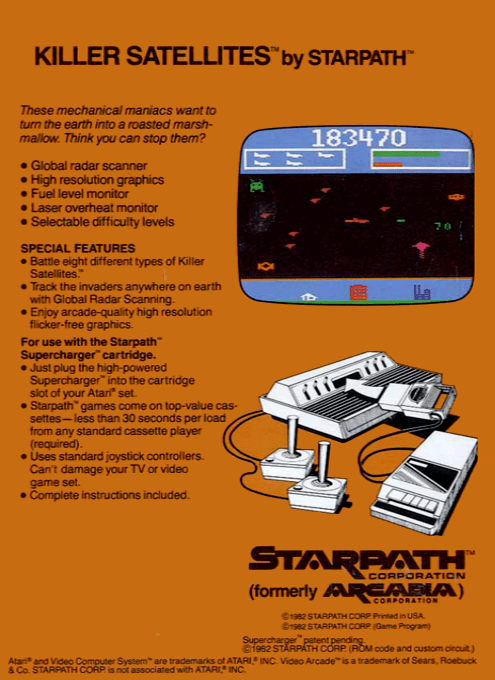 KILLER SATELLITES™ by STARPATH™
These mechanical maniacs want to
turn the earth into a roasted marsh-
mallow. Think you can stop them?
• Global radar scanner
• High resolution graphics
• Fuel level monitor
• Laser overheat monitor
• Selectable difficulty levels
SPECIAL FEATURES
• Battle eight different types of Killer
Satellites.™
• Track the invaders anywhere on earth
with Global Radar Scanning.
• Enjoy arcade-quality high resolution
flicker-free graphics.
For use with the Starpath™
Supercharger™ cartridge.
• Just plug the high-powered
Supercharger™ into the cartridge
slot of your Atari® set.
• Starpath™ games come on top-value cas-
settes—less than 30 seconds per load
from any standard cassette player
(required).
• Uses standard joystick controllers.
Can't damage your TV or video
game set.
• Complete instructions included.
183470
70
STARPATH™
CORPORATION
(formerly ARCADIA)
CORPORATION
©1982 STARPATH CORP. Printed in USA.
©1982 STARPATH CORP. (Game Program)
Supercharger™ patent pending.
©1982 STARPATH CORP. (ROM code and custom circuit.)
Atari® and Video Computer System™ are trademarks of ATARI,® INC. Video Arcade™ is a trademark of Sears, Roebuck
& Co. STARPATH CORP. is not associated with ATARI,® INC.